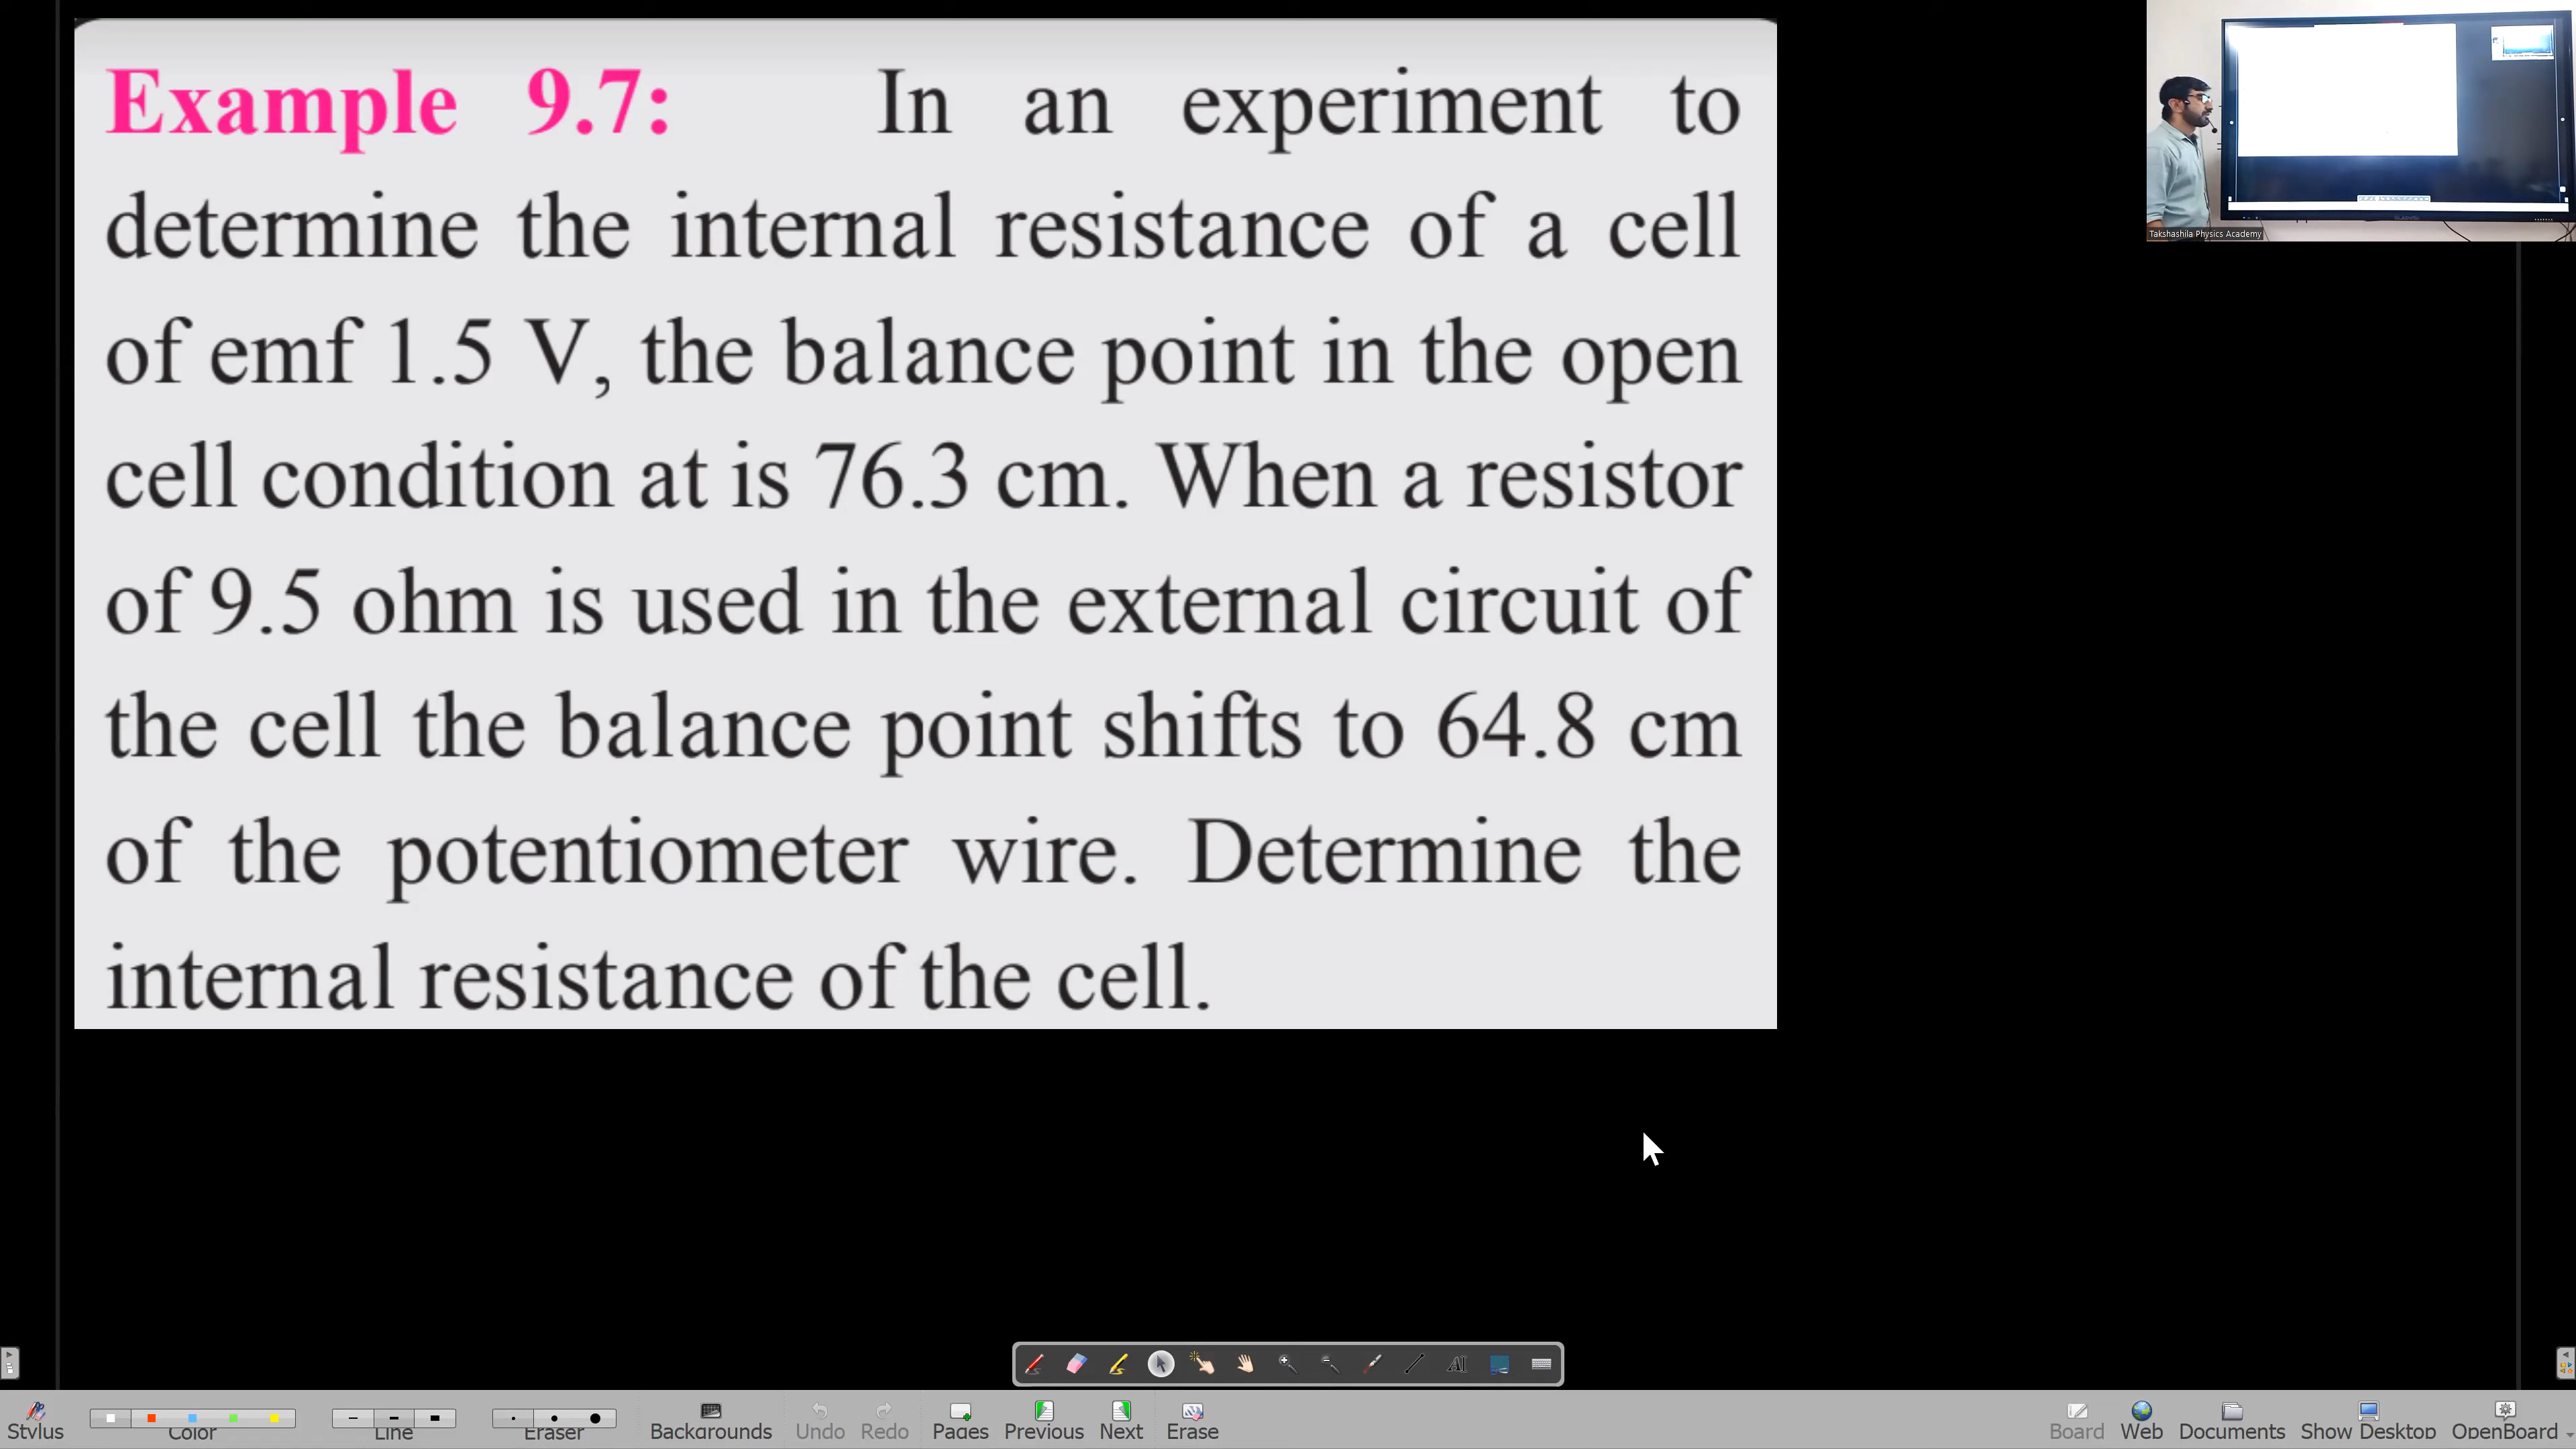 Example 9.7: In an experiment to
determine the internal resistance of a cell
of emf 1.5 V, the balance point in the open
cell condition at is 76.3 cm. When a resistor
of 9.5 ohm is used in the external circuit of
the cell the balance point shifts to 64.8 cm
of the potentiometer wire. Determine the
internal resistance of the cell.
Takshashila Physics Academy
Stylus
Color
Line
Eraser
Backgrounds
Undo
Redo
Pages
Previous
Next
Erase
Board
Web
Documents
Show Desktop
OpenBoard